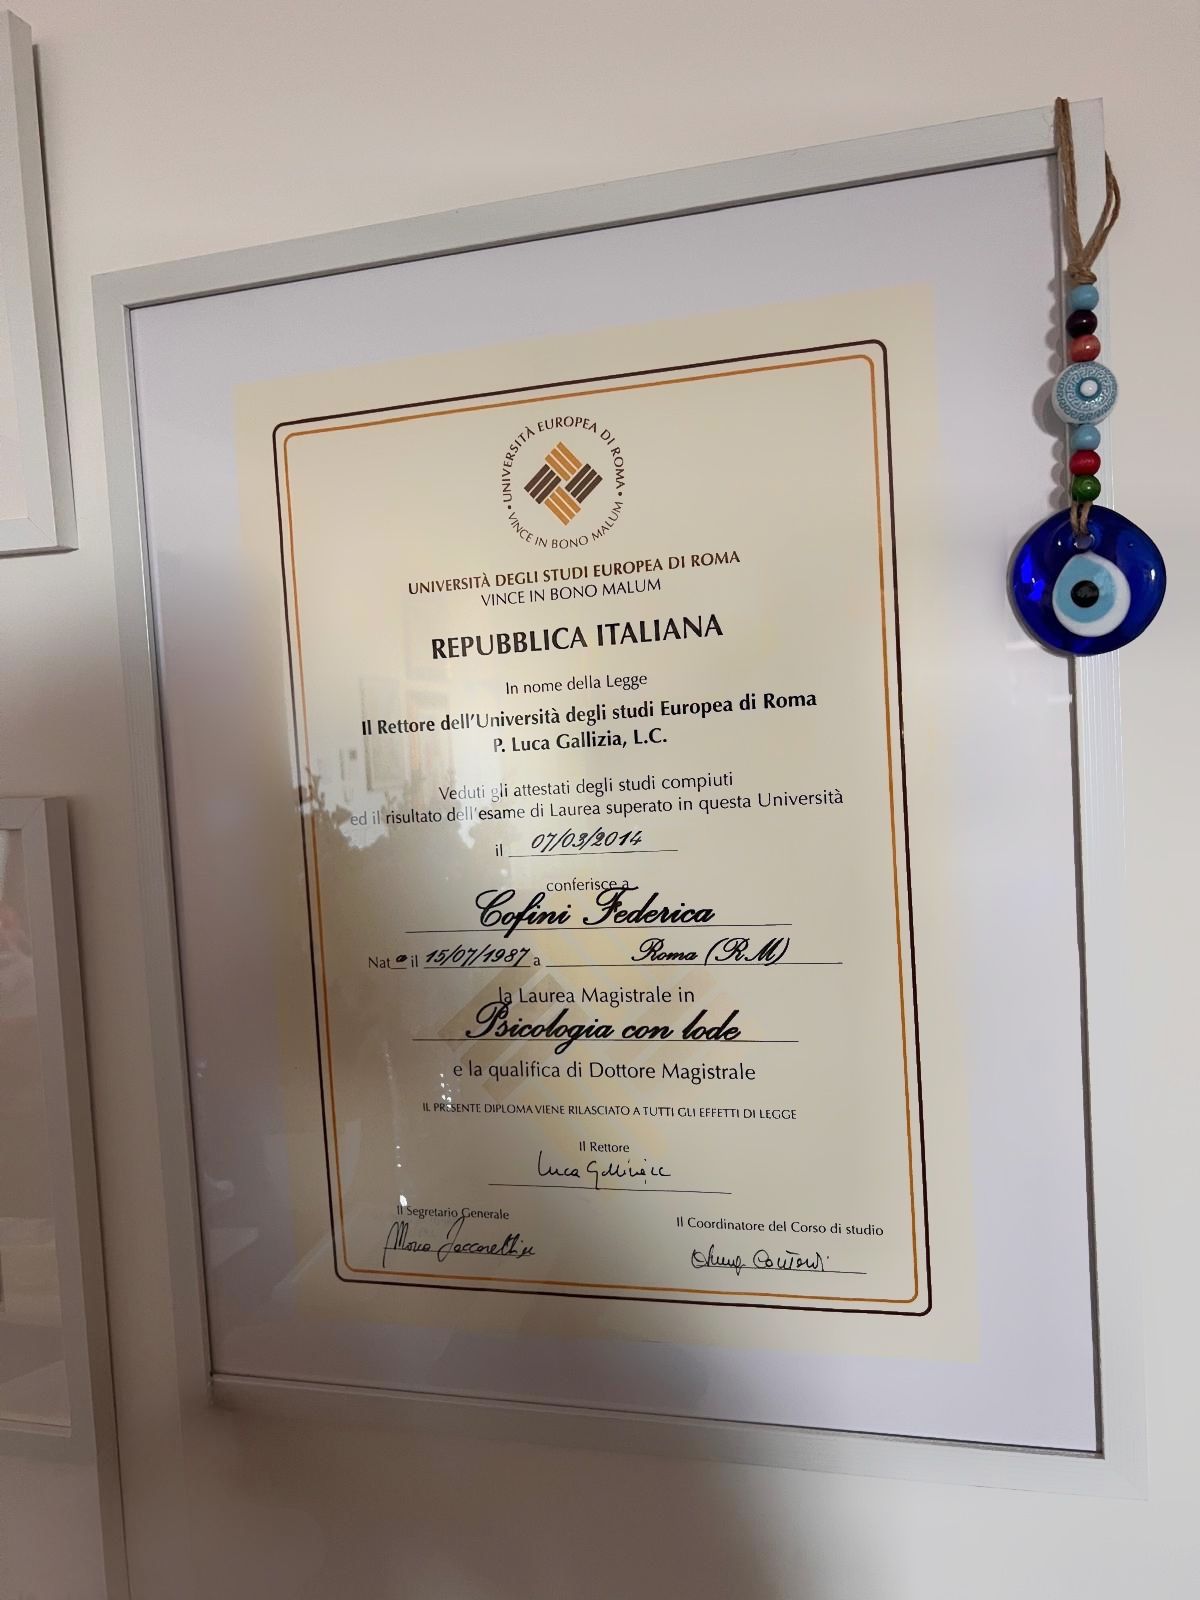 • UNIVERSITÀ EUROPEA DI ROMA •
VINCE IN BONO MALUM
UNIVERSITÀ DEGLI STUDI EUROPEA DI ROMA
VINCE IN BONO MALUM
REPUBBLICA ITALIANA
In nome della Legge
Il Rettore dell'Università degli studi Europea di Roma
P. Luca Gallizia, L.C.
Veduti gli attestati degli studi compiuti
ed il risultato dell'esame di Laurea superato in questa Università
il 07/03/2014
conferisce a
Cofini Federica
Nata il 15/07/1987 a Roma (RM)
la Laurea Magistrale in
Psicologia con lode
e la qualifica di Dottore Magistrale
IL PRESENTE DIPLOMA VIENE RILASCIATO A TUTTI GLI EFFETTI DI LEGGE
Il Rettore
Luca Gallizia LC
Il Segretario Generale
Il Coordinatore del Corso di studio